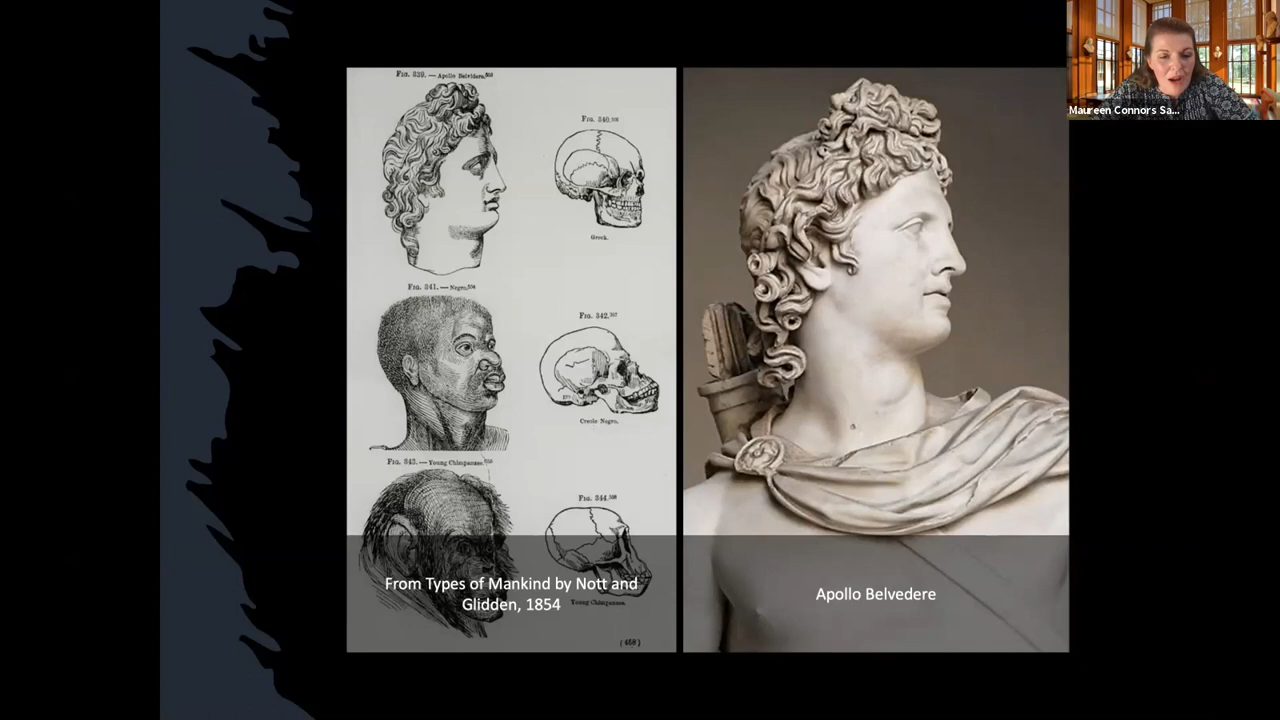 Maureen Connors Sa...
FIG. 339. — Apollo Belvidere.
FIG. 340.
Greek.
FIG. 341. — Negro.
FIG. 342.
Creole Negro.
FIG. 343. — Young Chimpanzee.
FIG. 344.
Young Chimpanzee.
(458)
From Types of Mankind by Nott and
Glidden, 1854
Apollo Belvedere